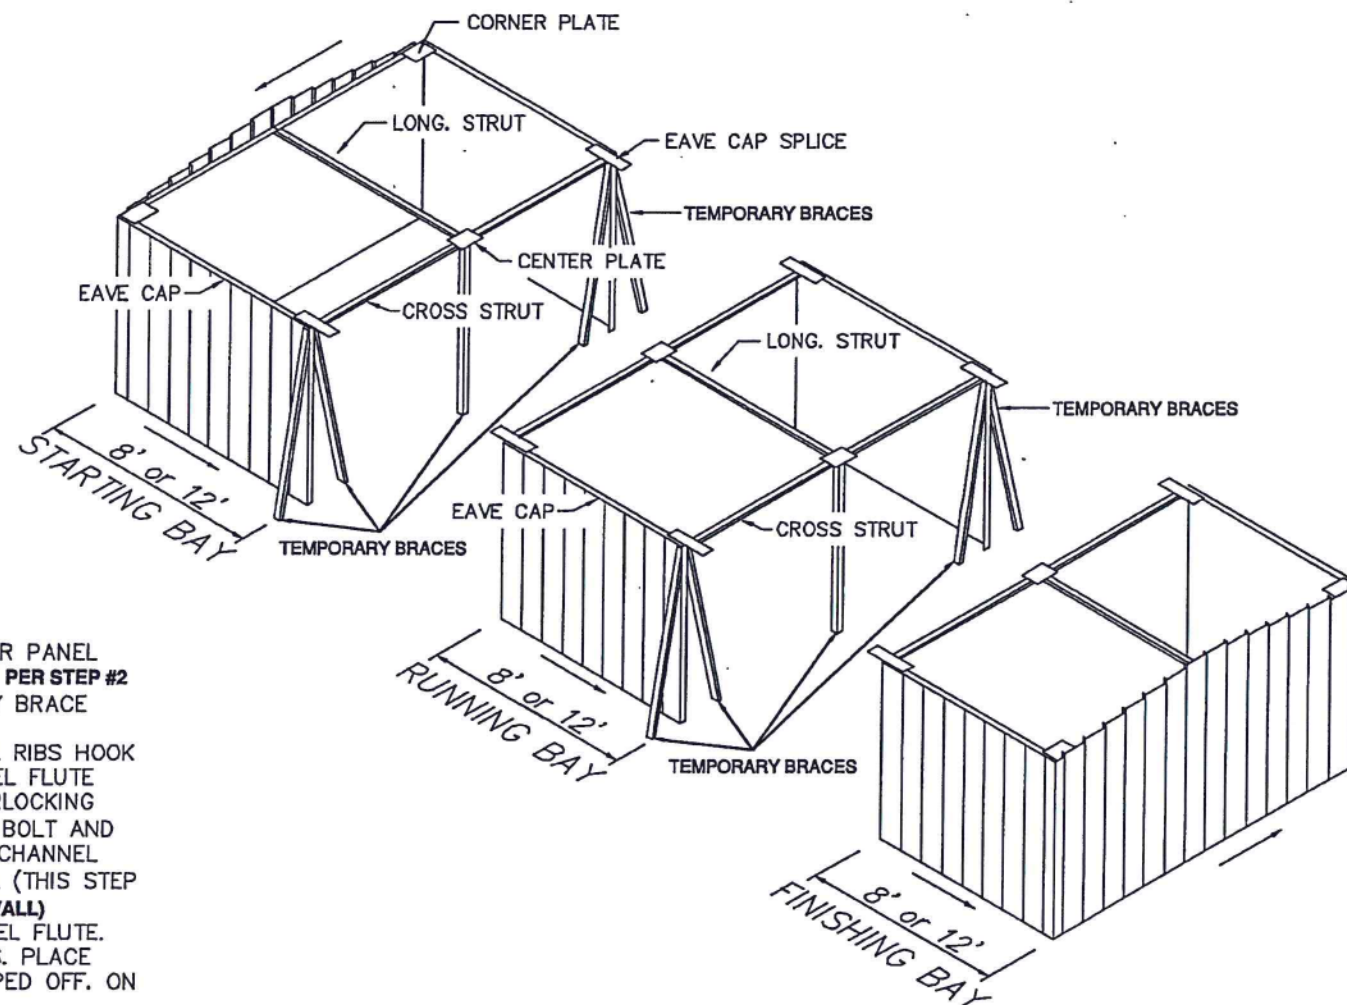 CORNER PLATE
LONG. STRUT
EAVE CAP SPLICE
TEMPORARY BRACES
CENTER PLATE
EAVE CAP
CROSS STRUT
8' or 12'
STARTING BAY
TEMPORARY BRACES
LONG. STRUT
TEMPORARY BRACES
EAVE CAP
CROSS STRUT
8' or 12'
RUNNING BAY
TEMPORARY BRACES
8' or 12'
FINISHING BAY
R PANEL
PER STEP #2
Y BRACE
RIBS HOOK
EL FLUTE
RLOCKING
BOLT AND
CHANNEL
(THIS STEP
ALL)
EL FLUTE.
. PLACE
PED OFF. ON